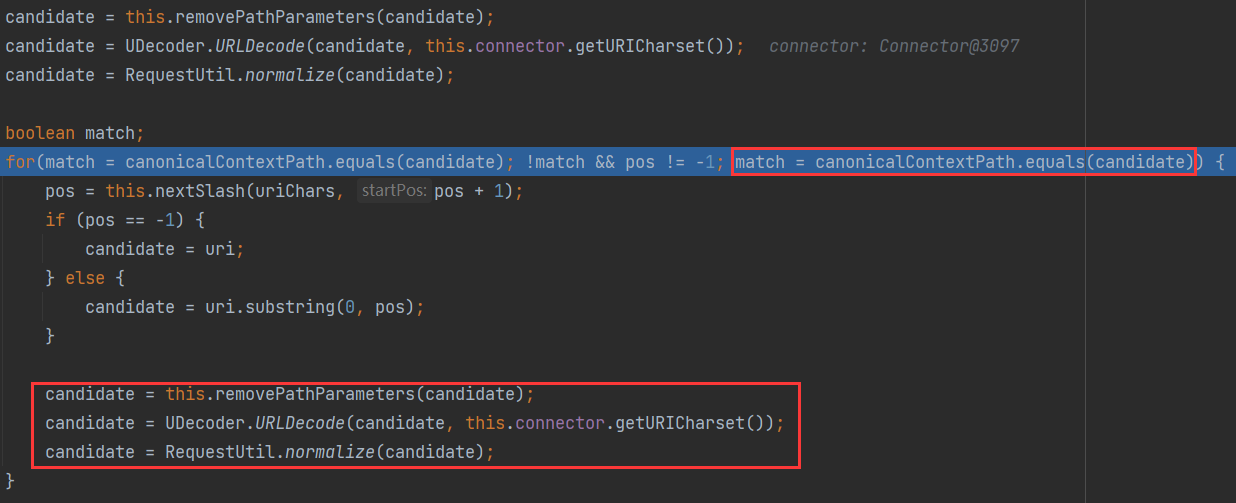 candidate = this.removePathParameters(candidate);
candidate = UDecoder.URLDecode(candidate, this.connector.getURICharset()); connector: Connector@3097
candidate = RequestUtil.normalize(candidate);
boolean match;
for(match = canonicalContextPath.equals(candidate); !match && pos != -1; match = canonicalContextPath.equals(candidate)) {
pos = this.nextSlash(uriChars, startPos: pos + 1);
if (pos == -1) {
candidate = uri;
} else {
candidate = uri.substring(0, pos);
}
candidate = this.removePathParameters(candidate);
candidate = UDecoder.URLDecode(candidate, this.connector.getURICharset());
candidate = RequestUtil.normalize(candidate);
}